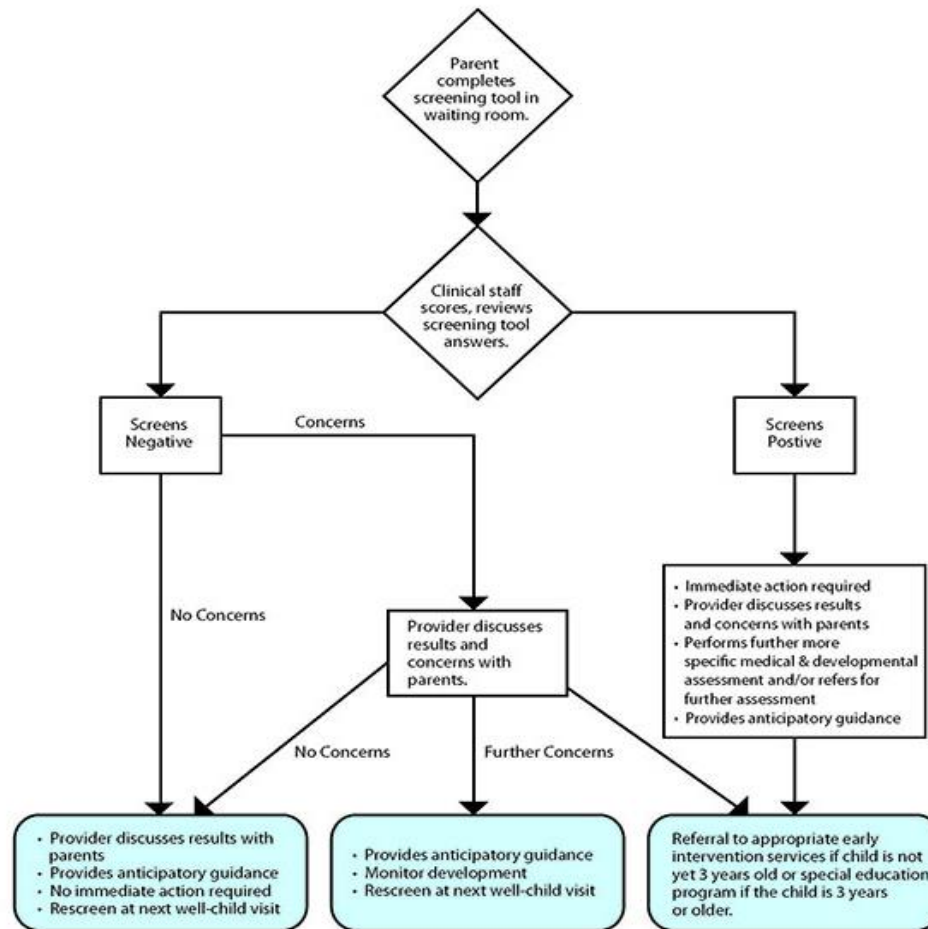 Parent
completes
screening tool in
waiting room.
Clinical staff
scores, reviews
screening tool
answers.
Screens
Negative
Concerns
Screens
Postive
No Concerns
Provider discusses
results and
concerns with
parents.
• Immediate action required
• Provider discusses results
and concerns with parents
• Performs further more
specific medical & developmental
assessment and/or refers for
further assessment
• Provides anticipatory guidance
No Concerns
Further Concerns
• Provider discusses results with
parents
• Provides anticipatory guidance
• No immediate action required
• Rescreen at next well-child visit
• Provides anticipatory guidance
• Monitor development
• Rescreen at next well-child visit
Referral to appropriate early
intervention services if child is not
yet 3 years old or special education
program if the child is 3 years
or older.